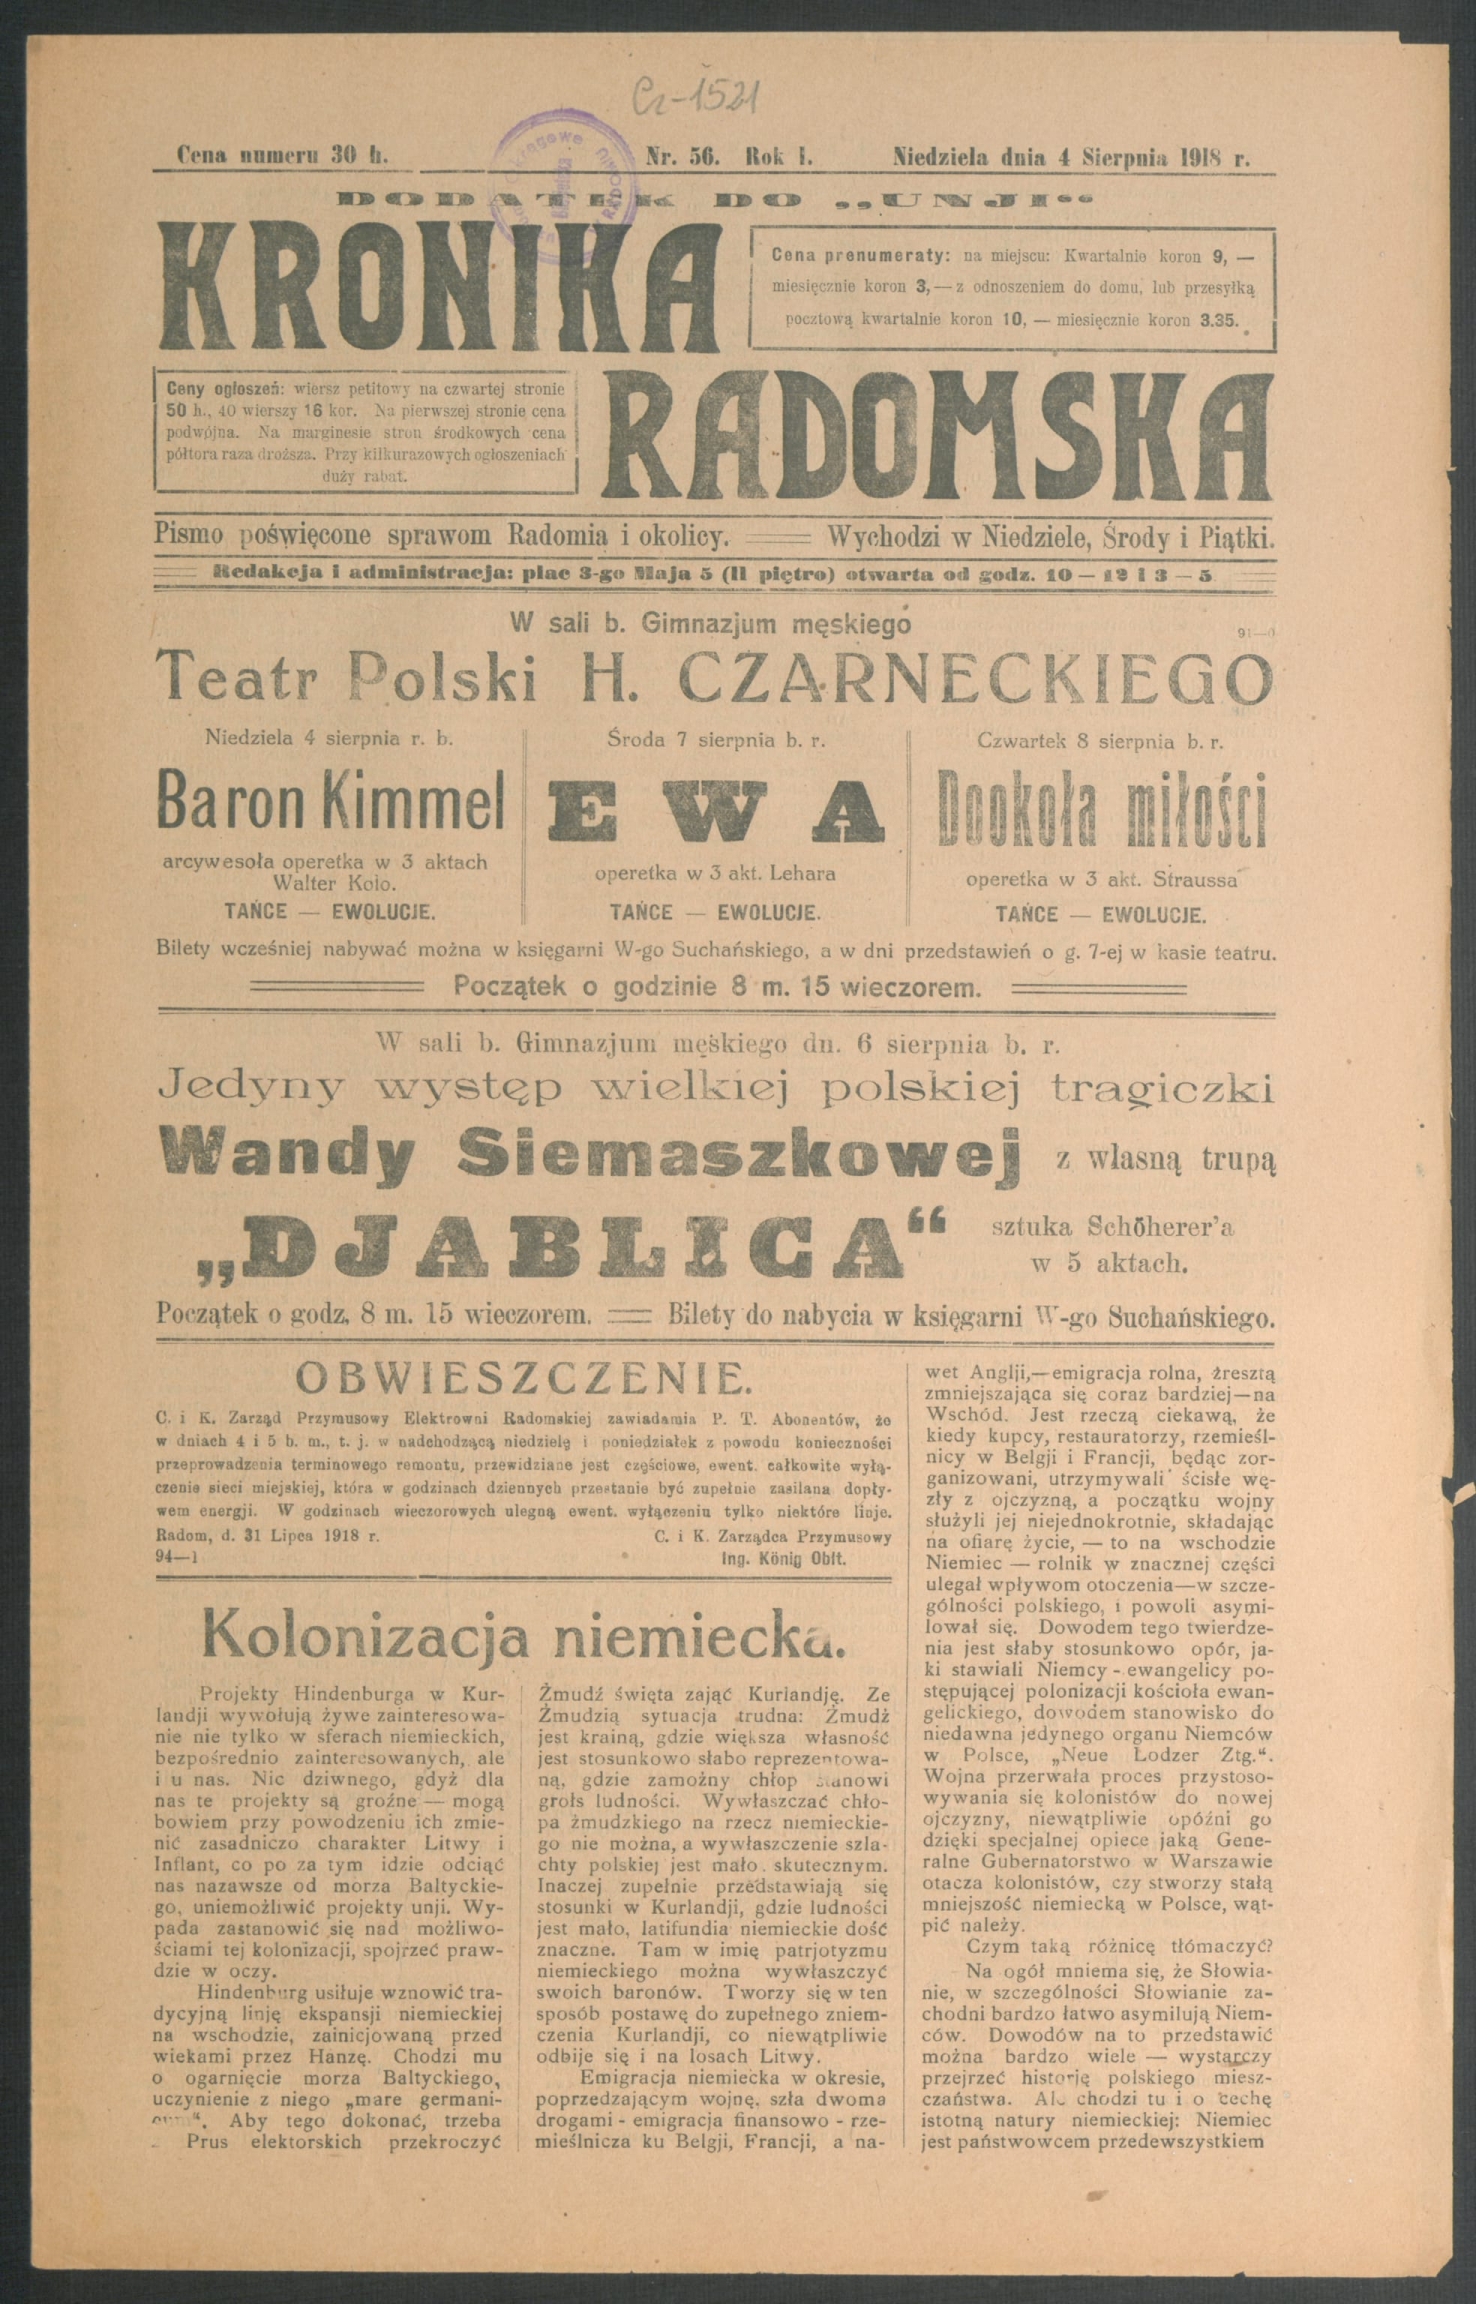 Cz-1521
Cena numeru 30 h.
Nr. 56. Rok I.
Niedziela dnia 4 Sierpnia 1918 r.
DODATEK DO „UNJI“
KRONIKA
Cena prenumeraty: na miejscu: Kwartalnie koron 9, —
miesięcznie koron 3, — z odnoszeniem do domu, lub przesyłką
pocztową kwartalnie koron 10, — miesięcznie koron 3.35.
Ceny ogłoszeń: wiersz petitowy na czwartej stronie
50 h., 40 wierszy 16 kor. Na pierwszej stronie cena
podwójna. Na marginesie stron środkowych cena
półtora raza droższa. Przy kilkurazowych ogłoszeniach
duży rabat.
RADOMSKA
Pismo poświęcone sprawom Radomia i okolicy. Wychodzi w Niedziele, Środy i Piątki.
Redakcja i administracja: plac 3-go Maja 5 (II piętro) otwarta od godz. 10 — 12 i 3 — 5
W sali b. Gimnazjum męskiego
91—0
Teatr Polski H. CZARNECKIEGO
Niedziela 4 sierpnia r. b.
Baron Kimmel
arcywesoła operetka w 3 aktach
Walter Kolo.
TAŃCE — EWOLUCJE.
Środa 7 sierpnia b. r.
EWA
operetka w 3 akt. Lehara
TAŃCE — EWOLUCJE.
Czwartek 8 sierpnia b. r.
Dookoła miłości
operetka w 3 akt. Straussa
TAŃCE — EWOLUCJE.
Bilety wcześniej nabywać można w księgarni W-go Suchańskiego, a w dni przedstawień o g. 7-ej w kasie teatru.
Początek o godzinie 8 m. 15 wieczorem.
W sali b. Gimnazjum męskiego dn. 6 sierpnia b. r.
Jedyny występ wielkiej polskiej tragiczki
Wandy Siemaszkowej z własną trupą
„DJABLICA“ sztuka Schöherer’a
w 5 aktach.
Początek o godz. 8 m. 15 wieczorem. Bilety do nabycia w księgarni W-go Suchańskiego.
OBWIESZCZENIE.
C. i K. Zarząd Przymusowy Elektrowni Radomskiej zawiadamia P. T. Abonentów, że
w dniach 4 i 5 b. m., t. j. w nadchodzącą niedzielę i poniedziałek z powodu konieczności
przeprowadzenia terminowego remontu, przewidziane jest częściowe, ewent. całkowite wyłą-
czenie sieci miejskiej, która w godzinach dziennych przestanie być zupełnie zasilana dopły-
wem energji. W godzinach wieczorowych ulegną ewent. wyłączeniu tylko niektóre linje.
Radom, d. 31 Lipca 1918 r.
C. i K. Zarządca Przymusowy
94—1
Ing. König Oblt.
Kolonizacja niemiecka.
Projekty Hindenburga w Kur-
landji wywołują żywe zainteresowa-
nie nie tylko w sferach niemieckich,
bezpośrednio zainteresowanych, ale
i u nas. Nic dziwnego, gdyż dla
nas te projekty są groźne — mogą
bowiem przy powodzeniu ich zmie-
nić zasadniczo charakter Litwy i
Inflant, co po za tym idzie odciąć
nas nazawsze od morza Baltyckie-
go, uniemożliwić projekty unji. Wy-
pada zastanowić się nad możliwo-
ściami tej kolonizacji, spojrzeć praw-
dzie w oczy.
Hindenburg usiłuje wznowić tra-
dycyjną linję ekspansji niemieckiej
na wschodzie, zainicjowaną przed
wiekami przez Hanzę. Chodzi mu
o ogarnięcie morza Baltyckiego,
uczynienie z niego „mare germani-
cum“. Aby tego dokonać, trzeba
Prus elektorskich przekroczyć
Żmudź święta zająć Kurlandję. Ze
Żmudzią sytuacja trudna: Żmudź
jest krainą, gdzie większa własność
jest stosunkowo słabo reprezentowa-
ną, gdzie zamożny chłop stanowi
grols ludności. Wywłaszczać chło-
pa żmudzkiego na rzecz niemieckie-
go nie można, a wywłaszczenie szla-
chty polskiej jest mało skutecznym.
Inaczej zupełnie przedstawiają się
stosunki w Kurlandji, gdzie ludności
jest mało, latifundia niemieckie dość
znaczne. Tam w imię patrjotyzmu
niemieckiego można wywłaszczyć
swoich baronów. Tworzy się w ten
sposób postawę do zupełnego zniem-
czenia Kurlandji, co niewątpliwie
odbije się i na losach Litwy.
Emigracja niemiecka w okresie,
poprzedzającym wojnę, szła dwoma
drogami - emigracja finansowo - rze-
mieślnicza ku Belgji, Francji, a na-
wet Anglji,—emigracja rolna, żresztą
zmniejszająca się coraz bardziej—na
Wschód. Jest rzeczą ciekawą, że
kiedy kupcy, restauratorzy, rzemieśl-
nicy w Belgji i Francji, będąc zor-
ganizowani, utrzymywali ścisłe wę-
zły z ojczyzną, a początku wojny
służyli jej niejednokrotnie, składając
na ofiarę życie, — to na wschodzie
Niemiec — rolnik w znacznej części
ulegał wpływom otoczenia—w szcze-
gólności polskiego, i powoli asymi-
lował się. Dowodem tego twierdze-
nia jest słaby stosunkowo opór, ja-
ki stawiali Niemcy - ewangelicy po-
stępującej polonizacji kościoła ewan-
gelickiego, dowodem stanowisko do
niedawna jedynego organu Niemców
w Polsce, „Neue Lodzer Ztg.“.
Wojna przerwała proces przystoso-
wywania się kolonistów do nowej
ojczyzny, niewątpliwie opóźni go
dzięki specjalnej opiece jaką Gene-
ralne Gubernatorstwo w Warszawie
otacza kolonistów, czy stworzy stałą
mniejszość niemiecką w Polsce, wąt-
pić należy.
Czym taką różnicę tłómaczyć?
Na ogół mniema się, że Słowia-
nie, w szczególności Słowianie za-
chodni bardzo łatwo asymilują Niem-
ców. Dowodów na to przedstawić
można bardzo wiele — wystarczy
przejrzeć historję polskiego miesz-
czaństwa. Ale chodzi tu i o cechę
istotną natury niemieckiej: Niemiec
jest państwowcem przedewszystkiem